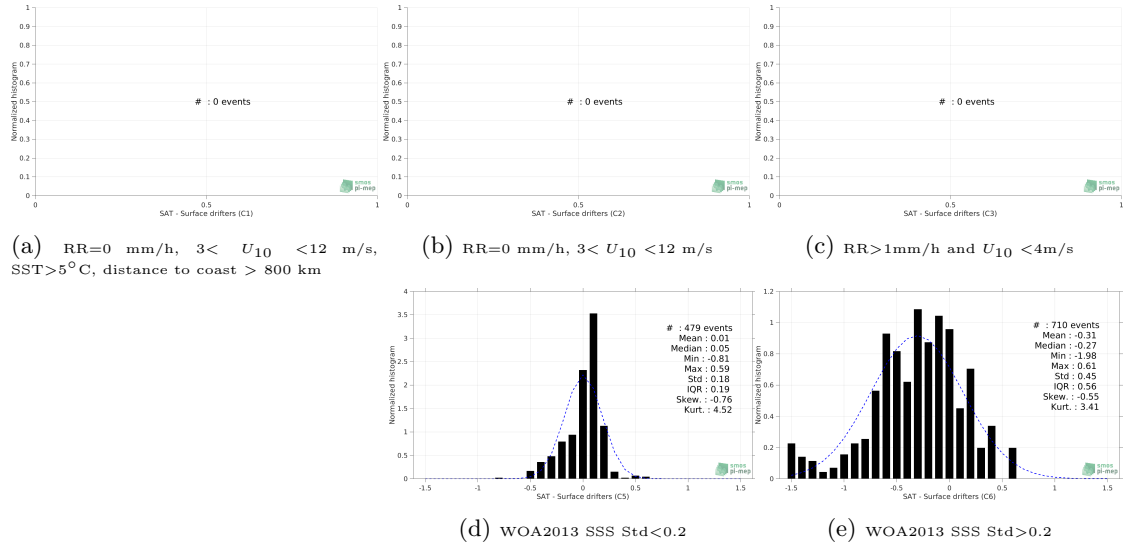 1
0.9
0.8
0.7
0.6
0.5
0.4
0.3
0.2
0.1
0
Normalized histogram
# : 0 events
smos
pi-mep
0 0.5 1
SAT - Surface drifters (C1)
1
0.9
0.8
0.7
0.6
0.5
0.4
0.3
0.2
0.1
0
Normalized histogram
# : 0 events
smos
pi-mep
0 0.5 1
SAT - Surface drifters (C2)
1
0.9
0.8
0.7
0.6
0.5
0.4
0.3
0.2
0.1
0
Normalized histogram
# : 0 events
smos
pi-mep
0 0.5 1
SAT - Surface drifters (C3)
(a) RR=0 mm/h, 3< U10 <12 m/s,
SST>5°C, distance to coast > 800 km
(b) RR=0 mm/h, 3< U10 <12 m/s
(c) RR>1mm/h and U10 <4m/s
4
3.5
3
2.5
2
1.5
1
0.5
0
Normalized histogram
# : 479 events
Mean : 0.01
Median : 0.05
Min : -0.81
Max : 0.59
Std : 0.18
IQR : 0.19
Skew. : -0.76
Kurt. : 4.52
smos
pi-mep
-1.5 -1 -0.5 0 0.5 1 1.5
SAT - Surface drifters (C5)
1.2
1
0.8
0.6
0.4
0.2
0
Normalized histogram
# : 710 events
Mean : -0.31
Median : -0.27
Min : -1.98
Max : 0.61
Std : 0.45
IQR : 0.56
Skew. : -0.55
Kurt. : 3.41
smos
pi-mep
-1.5 -1 -0.5 0 0.5 1 1.5
SAT - Surface drifters (C6)
(d) WOA2013 SSS Std<0.2
(e) WOA2013 SSS Std>0.2